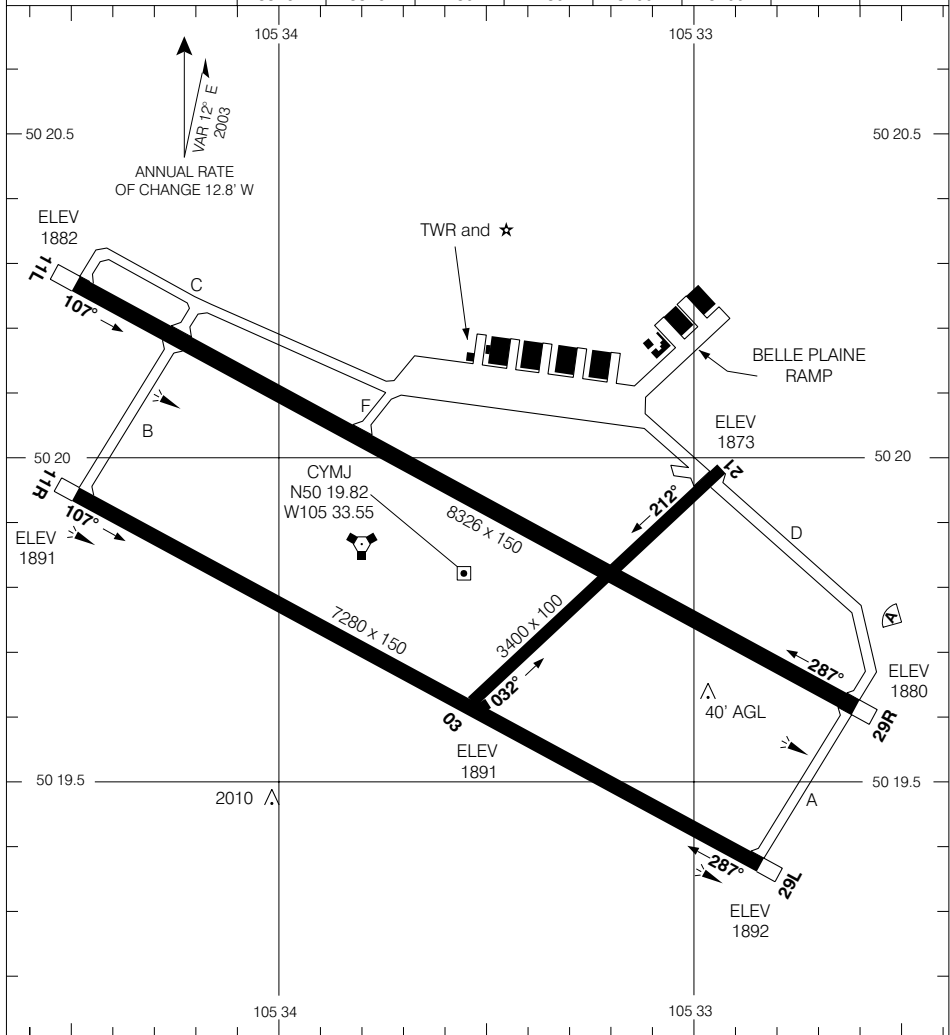 105 34
105 33
50 20.5
50 20.5
VAR 12° E
2003
ANNUAL RATE
OF CHANGE 12.8' W
ELEV
1882
TWR and
11L
107°
C
BELLE PLAINE
RAMP
F
B
ELEV
1873
21
50 20
50 20
CYMJ
N50 19.82
W105 33.55
11R
107°
212°
8326 x 150
D
ELEV
1891
A
7280 x 150
3400 x 100
032°
287°
ELEV
1880
03
40' AGL
29R
ELEV
1891
50 19.5
50 19.5
2010
A
287°
29L
ELEV
1892
105 34
105 33